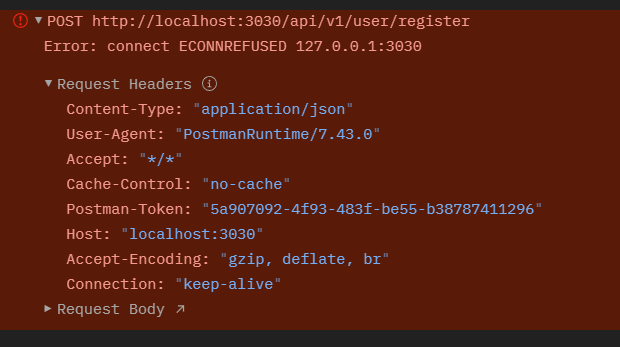 POST http://localhost:3030/api/v1/user/register
Error: connect ECONNREFUSED 127.0.0.1:3030
Request Headers
Content-Type: "application/json"
User-Agent: "PostmanRuntime/7.43.0"
Accept: "*/*"
Cache-Control: "no-cache"
Postman-Token: "5a907092-4f93-483f-be55-b38787411296"
Host: "localhost:3030"
Accept-Encoding: "gzip, deflate, br"
Connection: "keep-alive"
Request Body ↗